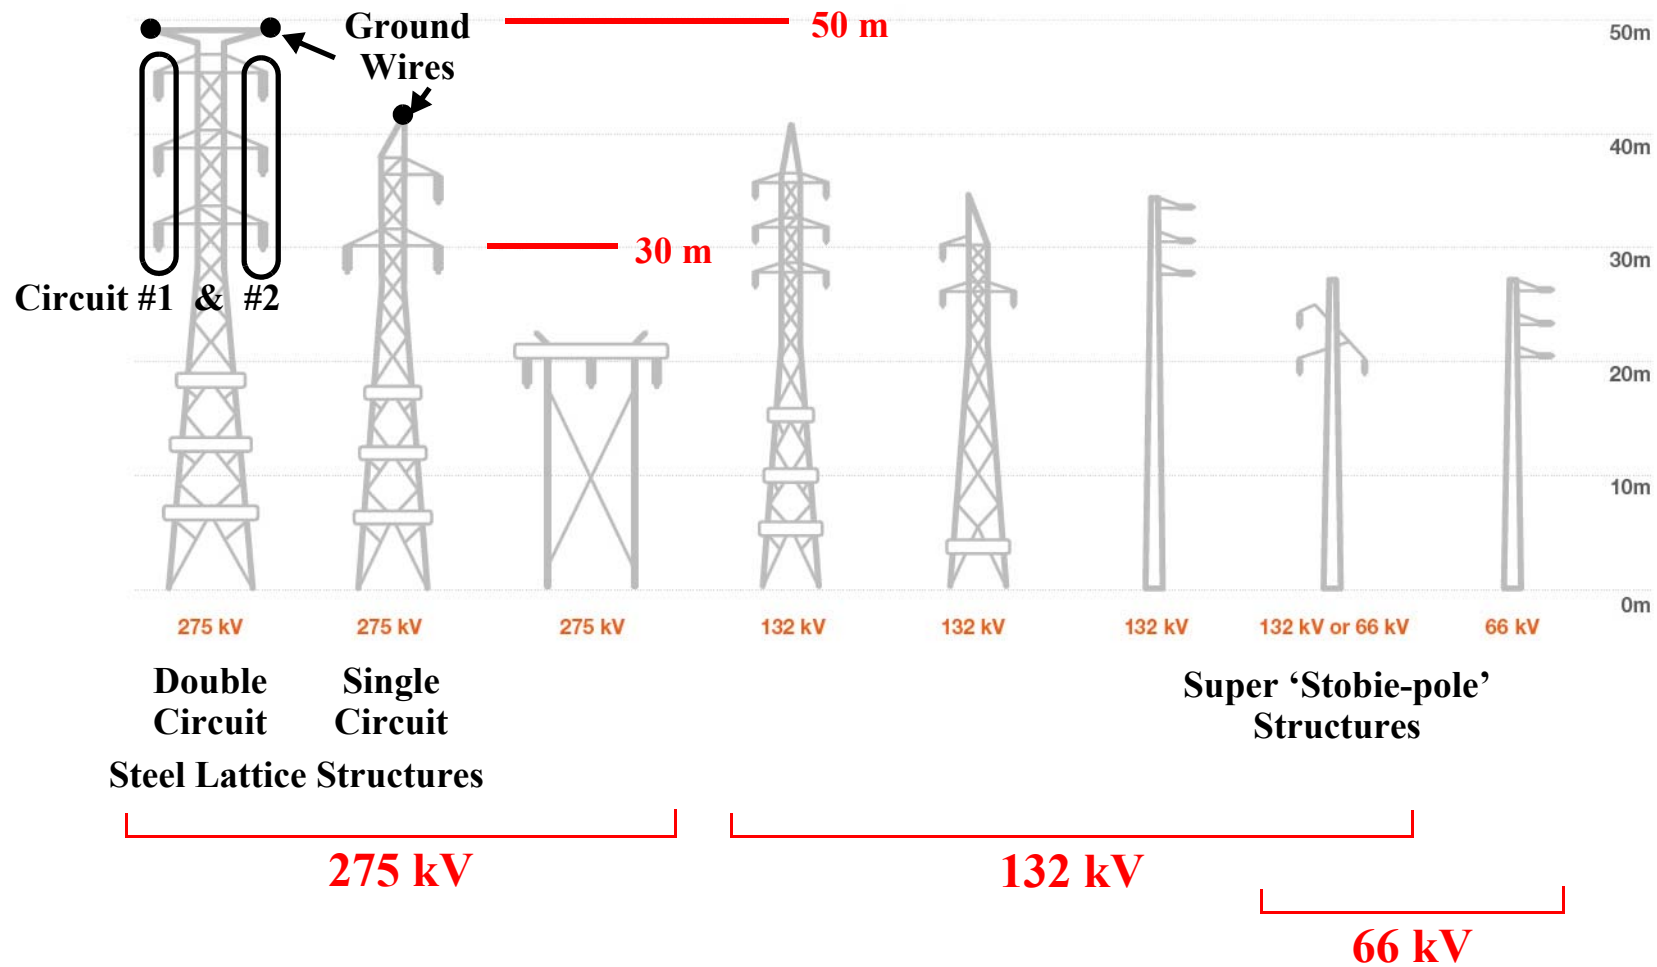 Ground
Wires
50 m
50m
40m
30 m
30m
Circuit #1 & #2
20m
10m
0m
275 kV
275 kV
275 kV
132 kV
132 kV
132 kV
132 kV or 66 kV
66 kV
Double
Circuit
Single
Circuit
Super ‘Stobie-pole’
Structures
Steel Lattice Structures
275 kV
132 kV
66 kV